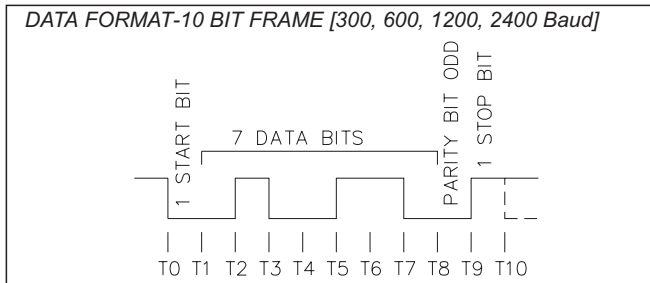 DATA FORMAT-10 BIT FRAME [300, 600, 1200, 2400 Baud]
1 START BIT
7 DATA BITS
PARITY BIT ODD
1 STOP BIT
T0 T1 T2 T3 T4 T5 T6 T7 T8 T9 T10